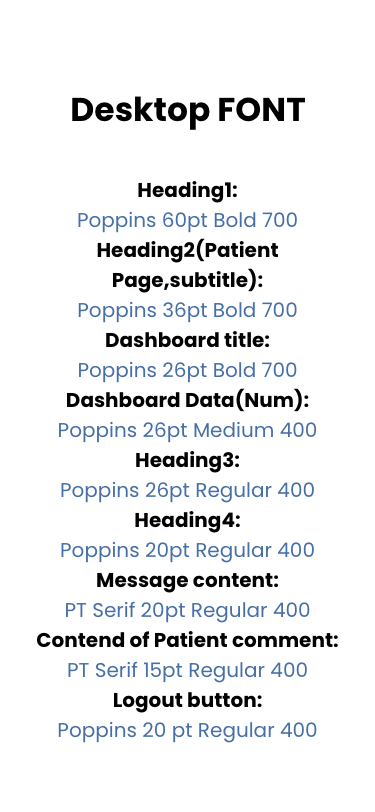 Desktop FONT
Heading1:
Poppins 60pt Bold 700
Heading2(Patient
Page,subtitle):
Poppins 36pt Bold 700
Dashboard title:
Poppins 26pt Bold 700
Dashboard Data(Num):
Poppins 26pt Medium 400
Heading3:
Poppins 26pt Regular 400
Heading4:
Poppins 20pt Regular 400
Message content:
PT Serif 20pt Regular 400
Contend of Patient comment:
PT Serif 15pt Regular 400
Logout button:
Poppins 20 pt Regular 400